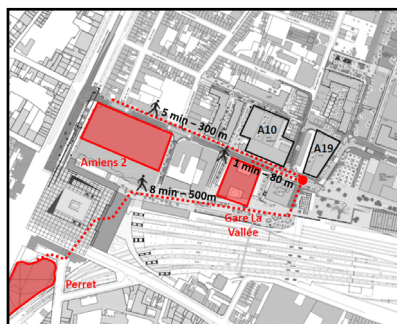 5 min – 300 m
A10
A19
Amiens 2
1 min – 80 m
8 min – 500m
Gare La
Vallée
Perret